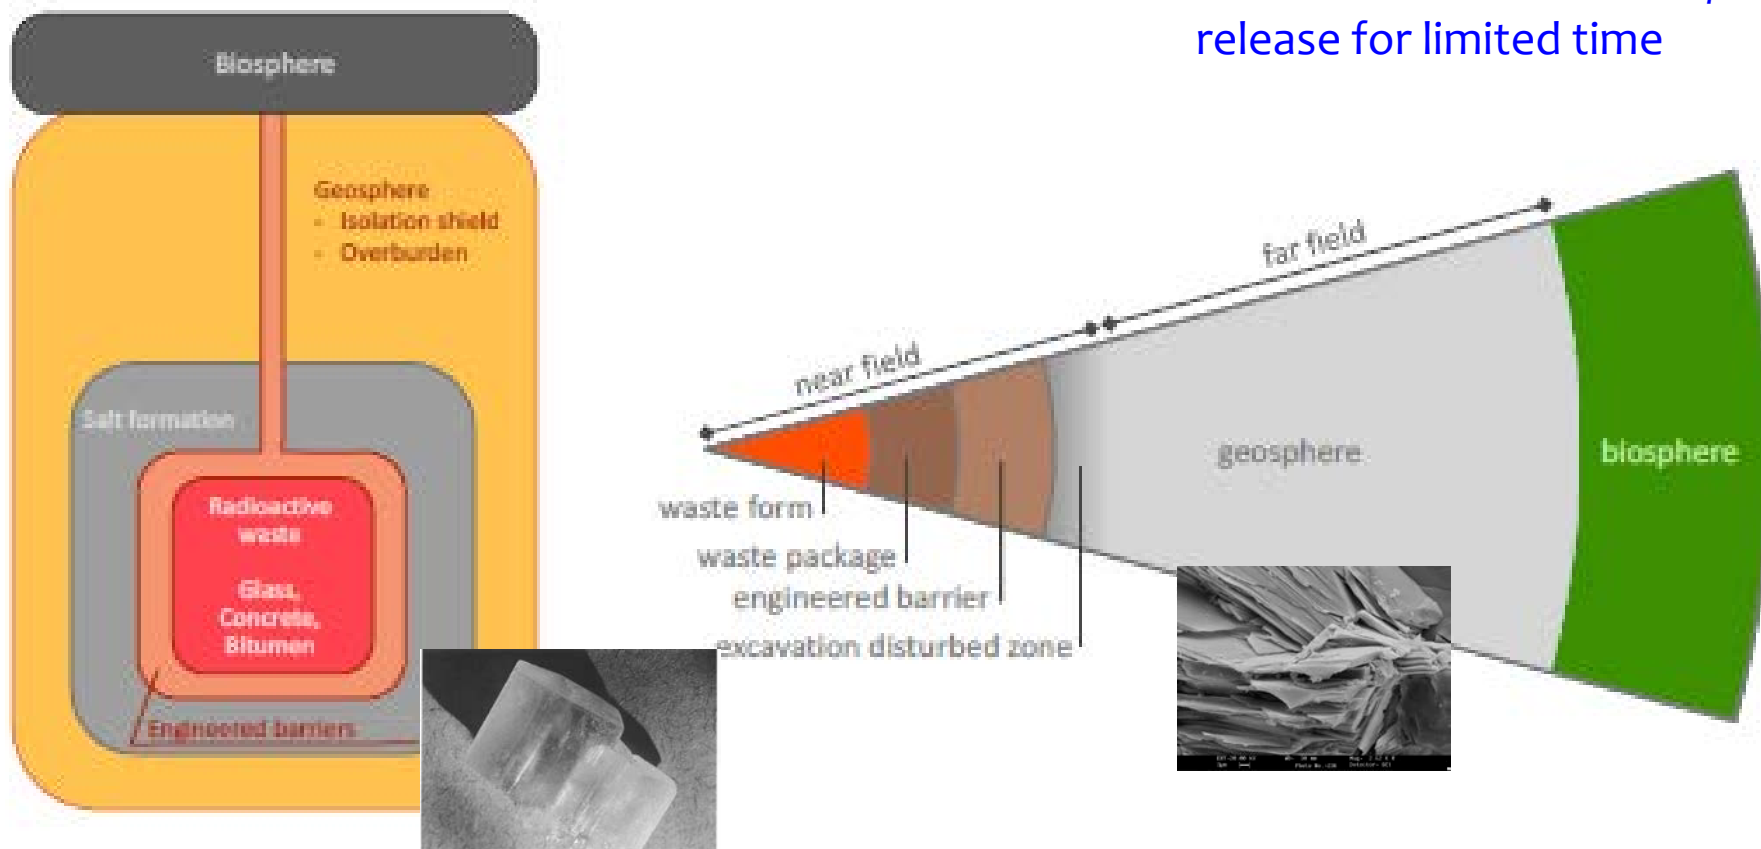 release for limited time
Biosphere
Geosphere
- Isolation shield
- Overburden
Salt formation
Radioactive
waste
Glass,
Concrete,
Bitumen
Engineered barriers
near field
far field
waste form
waste package
engineered barrier
excavation disturbed zone
geosphere
biosphere